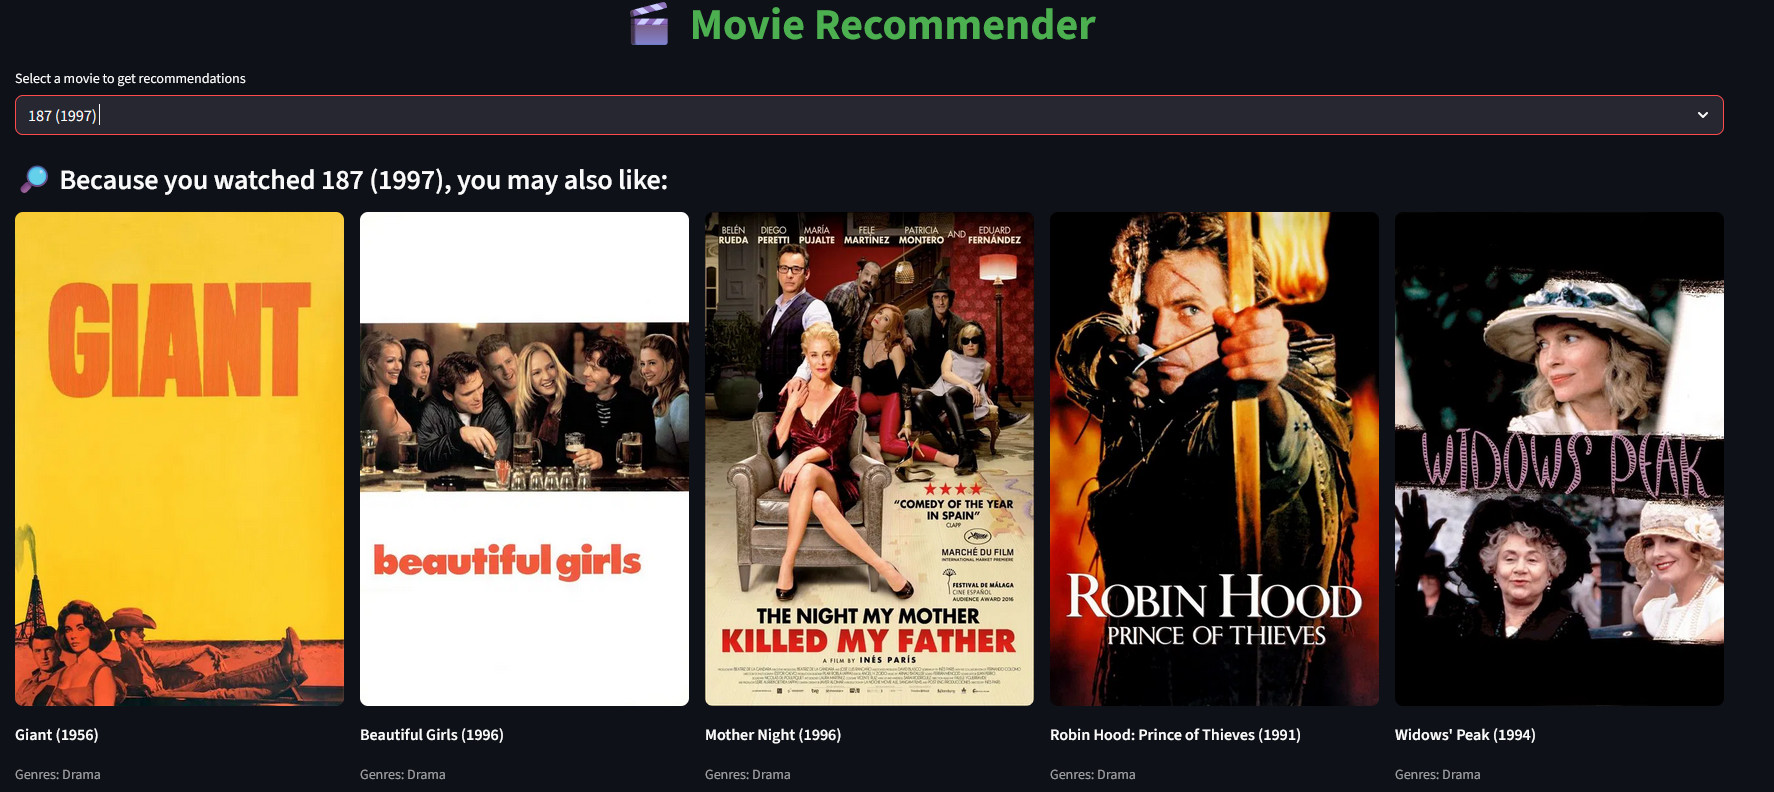 Movie Recommender
Select a movie to get recommendations
187 (1997)
Because you watched 187 (1997), you may also like:
GIANT
beautiful girls
BELÉN RUEDA
DIEGO PERETTI
MARÍA PUJALTE
FELE MARTÍNEZ
PATRICIA MONTERO
AND
EDUARD FERNÁNDEZ
"COMEDY OF THE YEAR
IN SPAIN"
CLAPP
MARCHÉ DU FILM
INTERNATIONAL MARKET PREMIERE
FESTIVAL DE MÁLAGA
CINE ESPAÑOL
AUDIENCE AWARD 2016
THE NIGHT MY MOTHER
KILLED MY FATHER
A FILM BY INÉS PARÍS
ROBIN HOOD
PRINCE OF THIEVES
WIDOWS' PEAK
Giant (1956)
Beautiful Girls (1996)
Mother Night (1996)
Robin Hood: Prince of Thieves (1991)
Widows' Peak (1994)
Genres: Drama
Genres: Drama
Genres: Drama
Genres: Drama
Genres: Drama